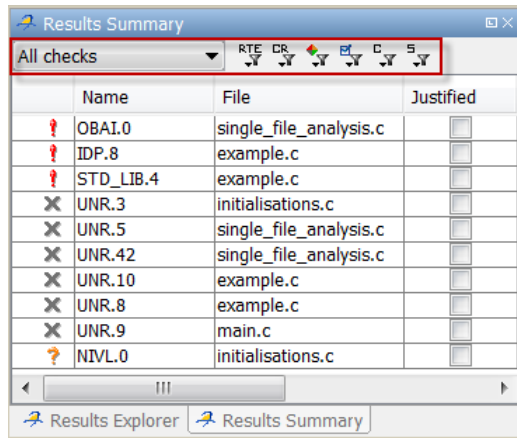 Results Summary
All checks RTE CR C S
Name File Justified
OBAI.0 single_file_analysis.c
IDP.8 example.c
STD_LIB.4 example.c
UNR.3 initialisations.c
UNR.5 single_file_analysis.c
UNR.42 single_file_analysis.c
UNR.10 example.c
UNR.8 example.c
UNR.9 main.c
NIVL.0 initialisations.c
Results Explorer Results Summary